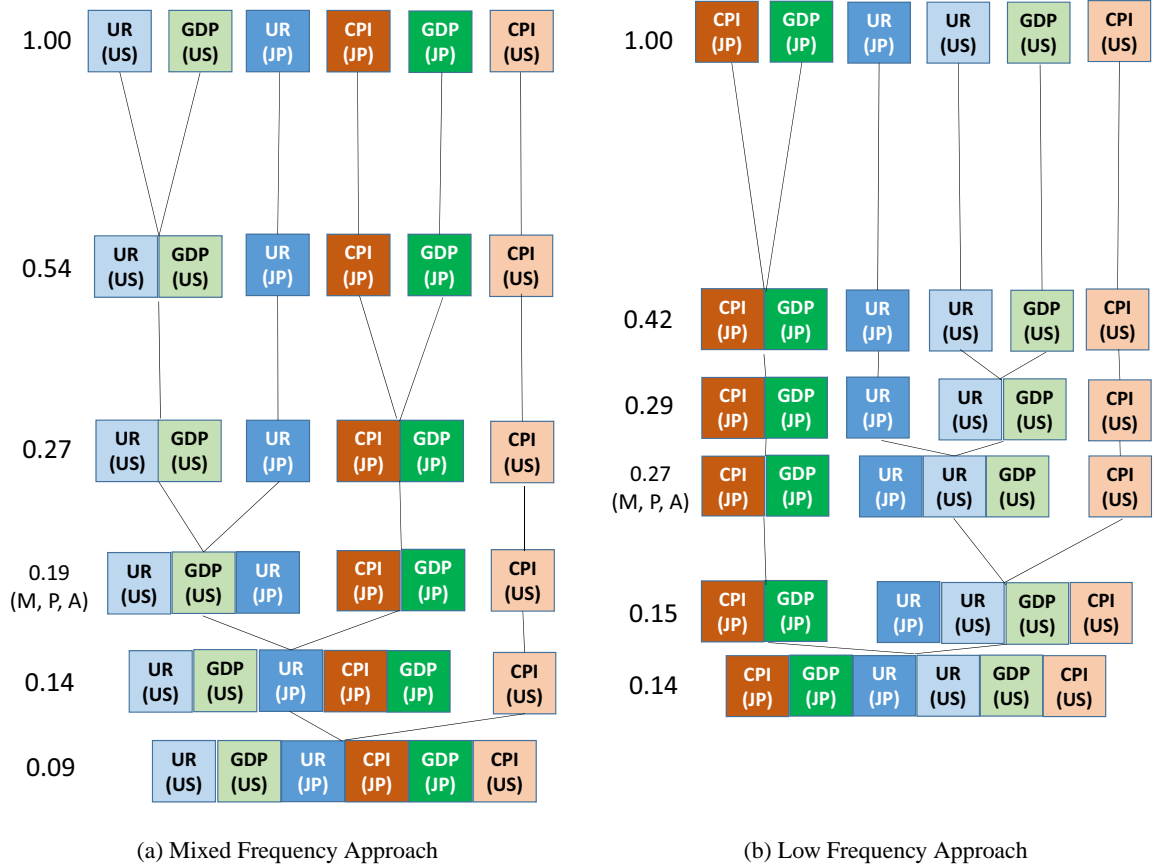 1.00
UR (US)
GDP (US)
UR (JP)
CPI (JP)
GDP (JP)
CPI (US)
0.54
UR (US)
GDP (US)
UR (JP)
CPI (JP)
GDP (JP)
CPI (US)
0.27
UR (US)
GDP (US)
UR (JP)
CPI (JP)
GDP (JP)
CPI (US)
0.19
(M, P, A)
UR (US)
GDP (US)
UR (JP)
CPI (JP)
GDP (JP)
CPI (US)
0.14
UR (US)
GDP (US)
UR (JP)
CPI (JP)
GDP (JP)
CPI (US)
0.09
UR (US)
GDP (US)
UR (JP)
CPI (JP)
GDP (JP)
CPI (US)
(a) Mixed Frequency Approach
1.00
CPI (JP)
GDP (JP)
UR (JP)
UR (US)
GDP (US)
CPI (US)
0.42
CPI (JP)
GDP (JP)
UR (JP)
UR (US)
GDP (US)
CPI (US)
0.29
CPI (JP)
GDP (JP)
UR (JP)
UR (US)
GDP (US)
CPI (US)
0.27
(M, P, A)
CPI (JP)
GDP (JP)
UR (JP)
UR (US)
GDP (US)
CPI (US)
0.15
CPI (JP)
GDP (JP)
UR (JP)
UR (US)
GDP (US)
CPI (US)
0.14
CPI (JP)
GDP (JP)
UR (JP)
UR (US)
GDP (US)
CPI (US)
(b) Low Frequency Approach